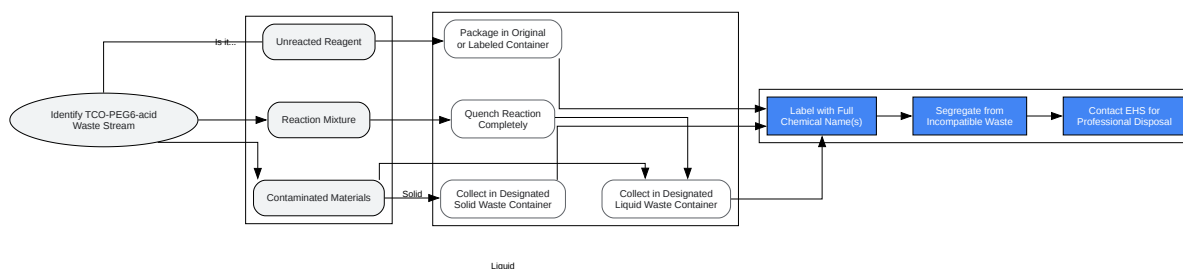 Identify TCO-PEG6-acid
Waste Stream
Is it...
Unreacted Reagent
Reaction Mixture
Contaminated Materials
Solid
Liquid
Package in Original
or Labeled Container
Quench Reaction
Completely
Collect in Designated
Solid Waste Container
Collect in Designated
Liquid Waste Container
Label with Full
Chemical Name(s)
Segregate from
Incompatible Waste
Contact EHS for
Professional Disposal